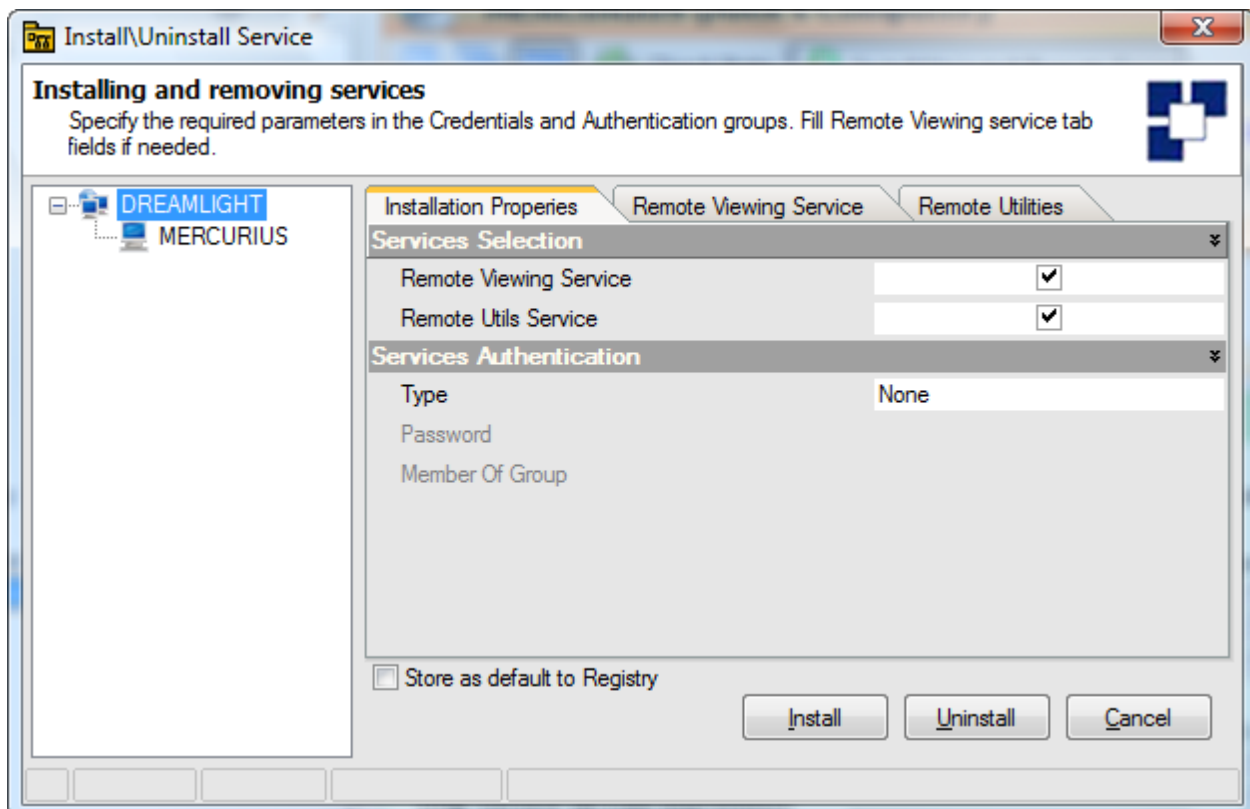 Install\Uninstall Service
Installing and removing services
Specify the required parameters in the Credentials and Authentication groups. Fill Remote Viewing service tab
fields if needed.
DREAMLIGHT
MERCURIUS
Installation Properies
Remote Viewing Service
Remote Utilities
Services Selection
Remote Viewing Service
Remote Utils Service
Services Authentication
Type
None
Password
Member Of Group
Store as default to Registry
Install
Uninstall
Cancel